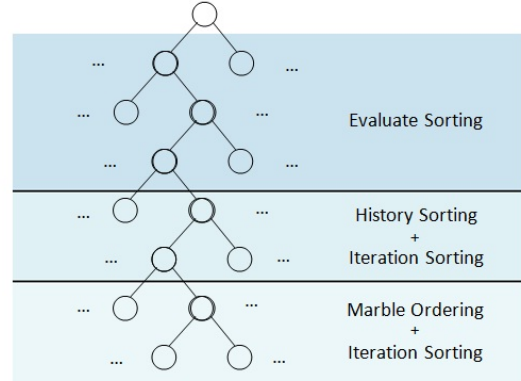 ... ...
... ...
Evaluate Sorting
... ...
... ...
History Sorting
+
... ...
Iteration Sorting
... ...
Marble Ordering
+
... ...
Iteration Sorting